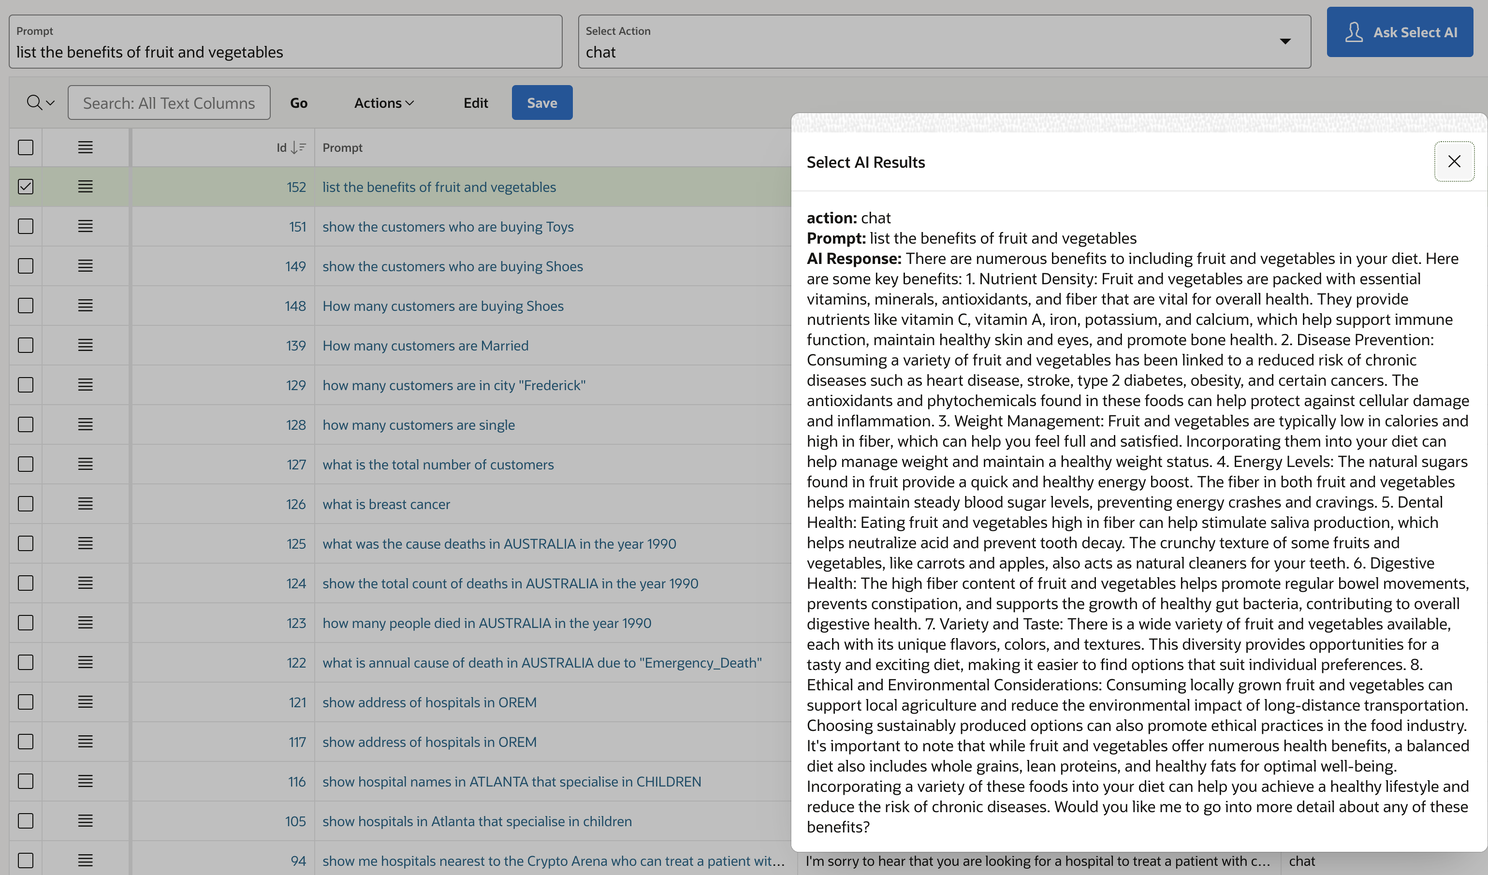 Prompt
list the benefits of fruit and vegetables
Select Action
chat
Ask Select AI
Search: All Text Columns
Go
Actions
Edit
Save
Id
Prompt
152 list the benefits of fruit and vegetables
151 show the customers who are buying Toys
149 show the customers who are buying Shoes
148 How many customers are buying Shoes
139 How many customers are Married
129 how many customers are in city "Frederick"
128 how many customers are single
127 what is the total number of customers
126 what is breast cancer
125 what was the cause deaths in AUSTRALIA in the year 1990
124 show the total count of deaths in AUSTRALIA in the year 1990
123 how many people died in AUSTRALIA in the year 1990
122 what is annual cause of death in AUSTRALIA due to "Emergency_Death"
121 show address of hospitals in OREM
117 show address of hospitals in OREM
116 show hospital names in ATLANTA that specialise in CHILDREN
105 show hospitals in Atlanta that specialise in children
94 show me hospitals nearest to the Crypto Arena who can treat a patient wit... I'm sorry to hear that you are looking for a hospital to treat a patient with c... chat
Select AI Results
action: chat
Prompt: list the benefits of fruit and vegetables
AI Response: There are numerous benefits to including fruit and vegetables in your diet. Here
are some key benefits: 1. Nutrient Density: Fruit and vegetables are packed with essential
vitamins, minerals, antioxidants, and fiber that are vital for overall health. They provide
nutrients like vitamin C, vitamin A, iron, potassium, and calcium, which help support immune
function, maintain healthy skin and eyes, and promote bone health. 2. Disease Prevention:
Consuming a variety of fruit and vegetables has been linked to a reduced risk of chronic
diseases such as heart disease, stroke, type 2 diabetes, obesity, and certain cancers. The
antioxidants and phytochemicals found in these foods can help protect against cellular damage
and inflammation. 3. Weight Management: Fruit and vegetables are typically low in calories and
high in fiber, which can help you feel full and satisfied. Incorporating them into your diet can
help manage weight and maintain a healthy weight status. 4. Energy Levels: The natural sugars
found in fruit provide a quick and healthy energy boost. The fiber in both fruit and vegetables
helps maintain steady blood sugar levels, preventing energy crashes and cravings. 5. Dental
Health: Eating fruit and vegetables high in fiber can help stimulate saliva production, which
helps neutralize acid and prevent tooth decay. The crunchy texture of some fruits and
vegetables, like carrots and apples, also acts as natural cleaners for your teeth. 6. Digestive
Health: The high fiber content of fruit and vegetables helps promote regular bowel movements,
prevents constipation, and supports the growth of healthy gut bacteria, contributing to overall
digestive health. 7. Variety and Taste: There is a wide variety of fruit and vegetables available,
each with its unique flavors, colors, and textures. This diversity provides opportunities for a
tasty and exciting diet, making it easier to find options that suit individual preferences. 8.
Ethical and Environmental Considerations: Consuming locally grown fruit and vegetables can
support local agriculture and reduce the environmental impact of long-distance transportation.
Choosing sustainably produced options can also promote ethical practices in the food industry.
It's important to note that while fruit and vegetables offer numerous health benefits, a balanced
diet also includes whole grains, lean proteins, and healthy fats for optimal well-being.
Incorporating a variety of these foods into your diet can help you achieve a healthy lifestyle and
reduce the risk of chronic diseases. Would you like me to go into more detail about any of these
benefits?